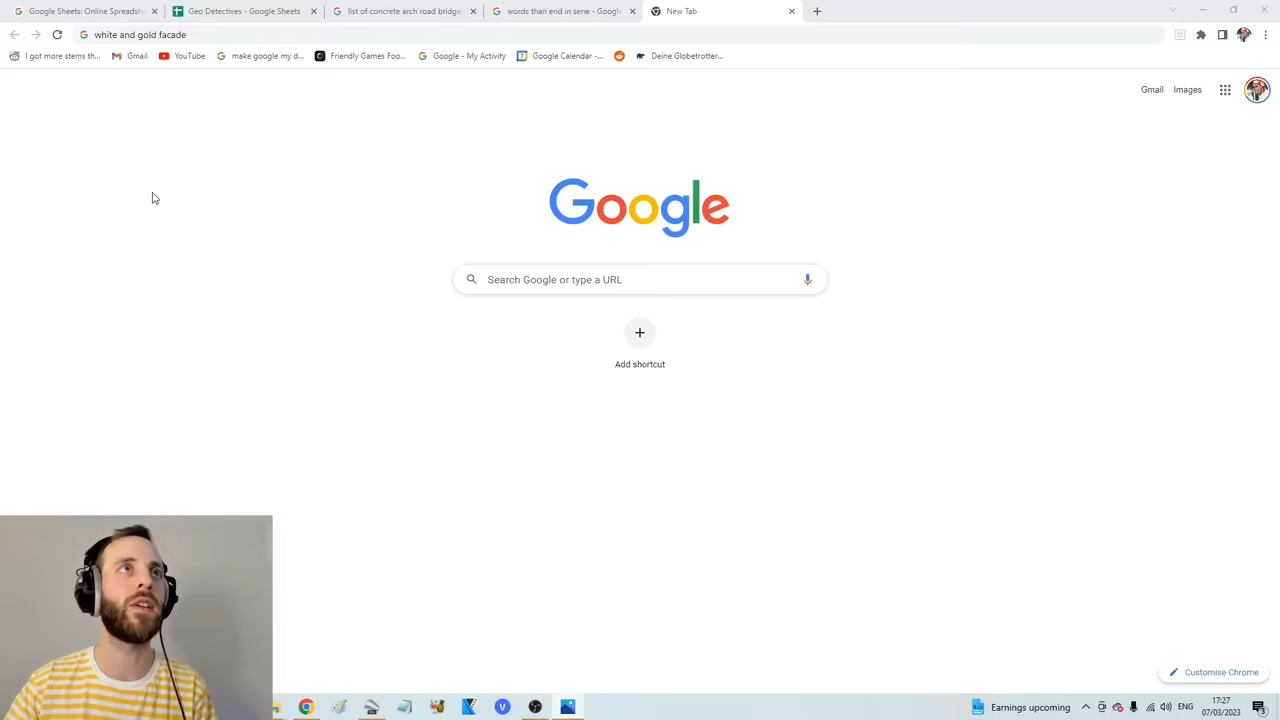 Google Sheets: Online Spreadshe
Geo Detectives - Google Sheets
list of concrete arch road bridges
words than end in sene - Google
New Tab
white and gold facade
I got more stems th...
Gmail
YouTube
make google my d...
Friendly Games Foo...
Google - My Activity
Google Calendar -...
Deine Globetrotter...
Gmail
Images
Google
Search Google or type a URL
Add shortcut
Customise Chrome
Earnings upcoming
ENG
17:27
07/03/2023